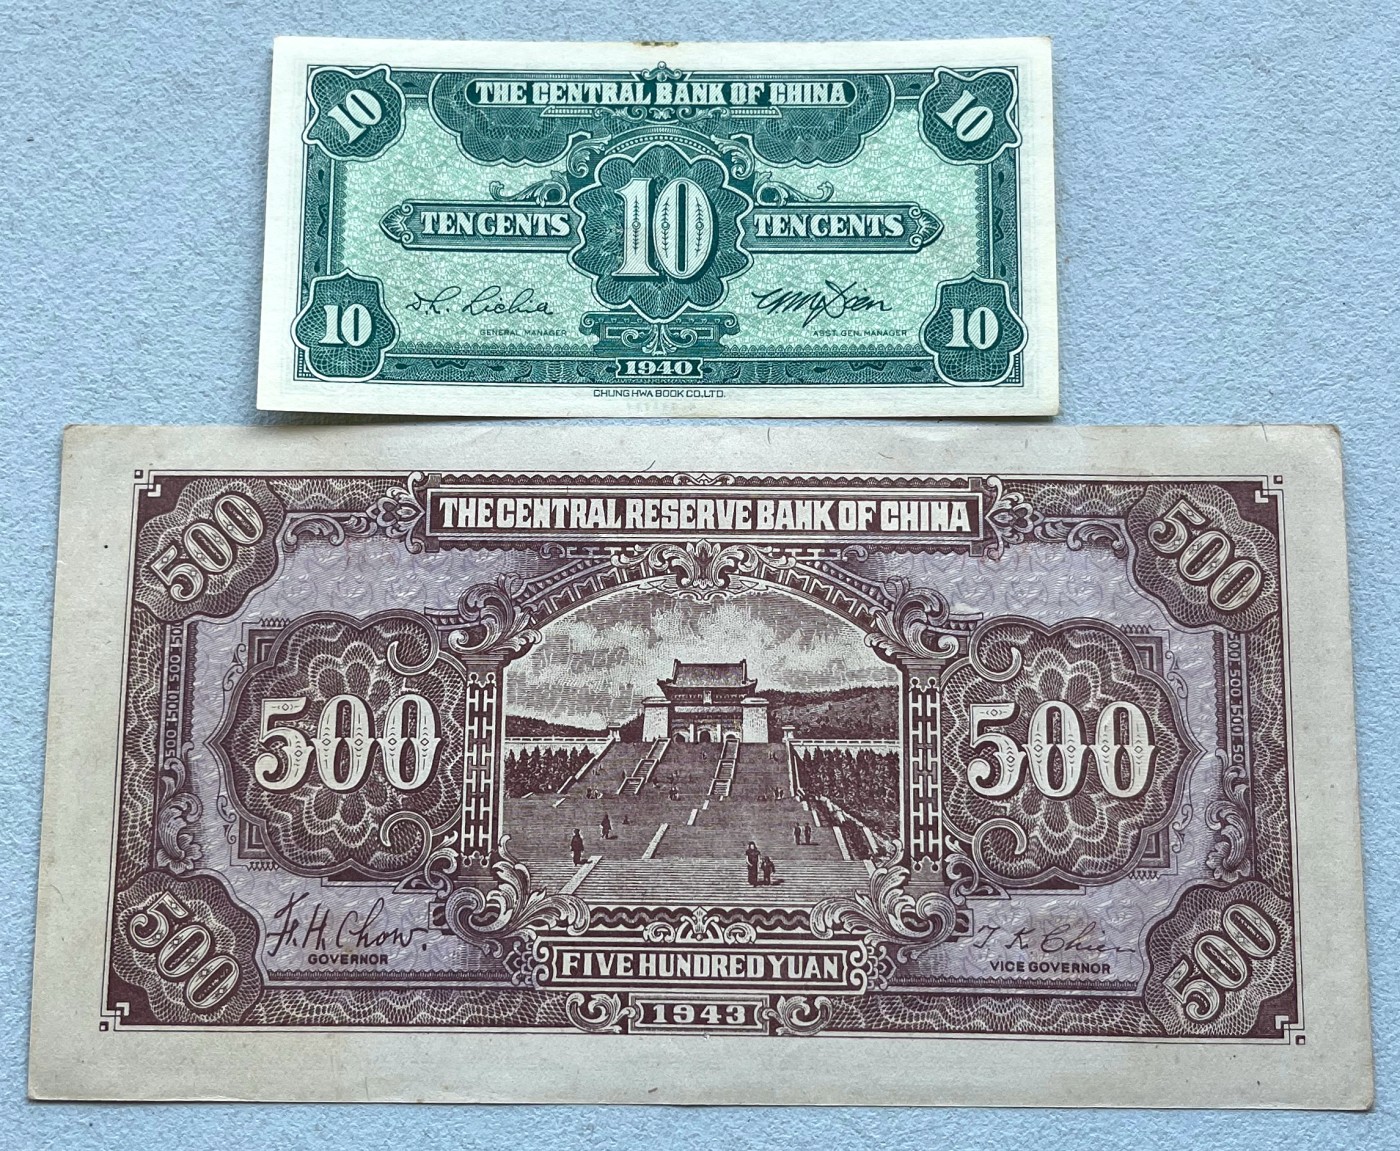 10 THE CENTRAL BANK OF CHINA 10
TEN CENTS 10 TEN CENTS
GENERAL MANAGER ASST. GEN. MANAGER
10 10
1940
CHUNG HWA BOOK CO.LTD.
500 THE CENTRAL RESERVE BANK OF CHINA 500
500 500
F. H. Chow.
GOVERNOR VICE GOVERNOR
500 FIVE HUNDRED YUAN 500
1943